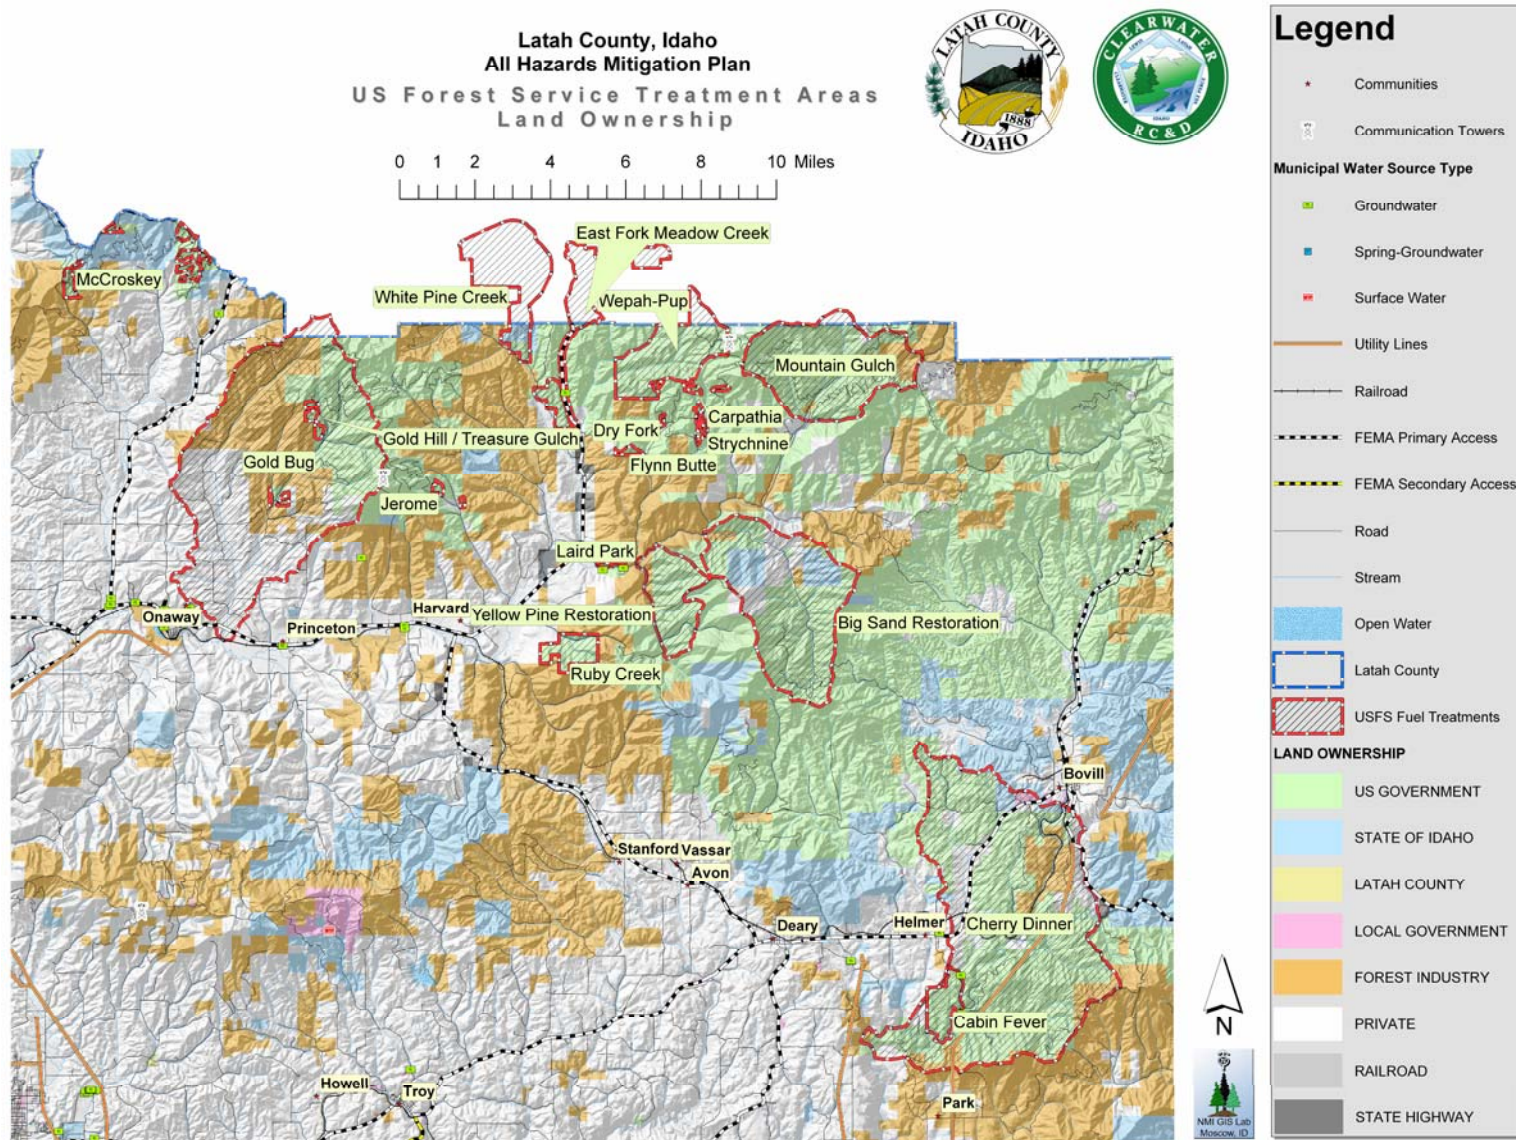 Latah County, Idaho
All Hazards Mitigation Plan
US Forest Service Treatment Areas
Land Ownership
LATAH COUNTY
1888
IDAHO
CLEARWATER
RC&D
0 1 2 4 6 8 10 Miles
East Fork Meadow Creek
McCroskey
White Pine Creek
Wepah-Pup
Mountain Gulch
Carpathia
Gold Hill / Treasure Gulch
Dry Fork
Strychnine
Gold Bug
Flynn Butte
Jerome
Laird Park
Onaway
Princeton
Harvard
Yellow Pine Restoration
Big Sand Restoration
Ruby Creek
Bovill
Stanford
Vassar
Avon
Deary
Helmer
Cherry Dinner
Cabin Fever
Howell
Troy
Park
N
NMI GIS Lab
Moscow, ID
Legend
Communities
Communication Towers
Municipal Water Source Type
Groundwater
Spring-Groundwater
Surface Water
Utility Lines
Railroad
FEMA Primary Access
FEMA Secondary Access
Road
Stream
Open Water
Latah County
USFS Fuel Treatments
LAND OWNERSHIP
US GOVERNMENT
STATE OF IDAHO
LATAH COUNTY
LOCAL GOVERNMENT
FOREST INDUSTRY
PRIVATE
RAILROAD
STATE HIGHWAY